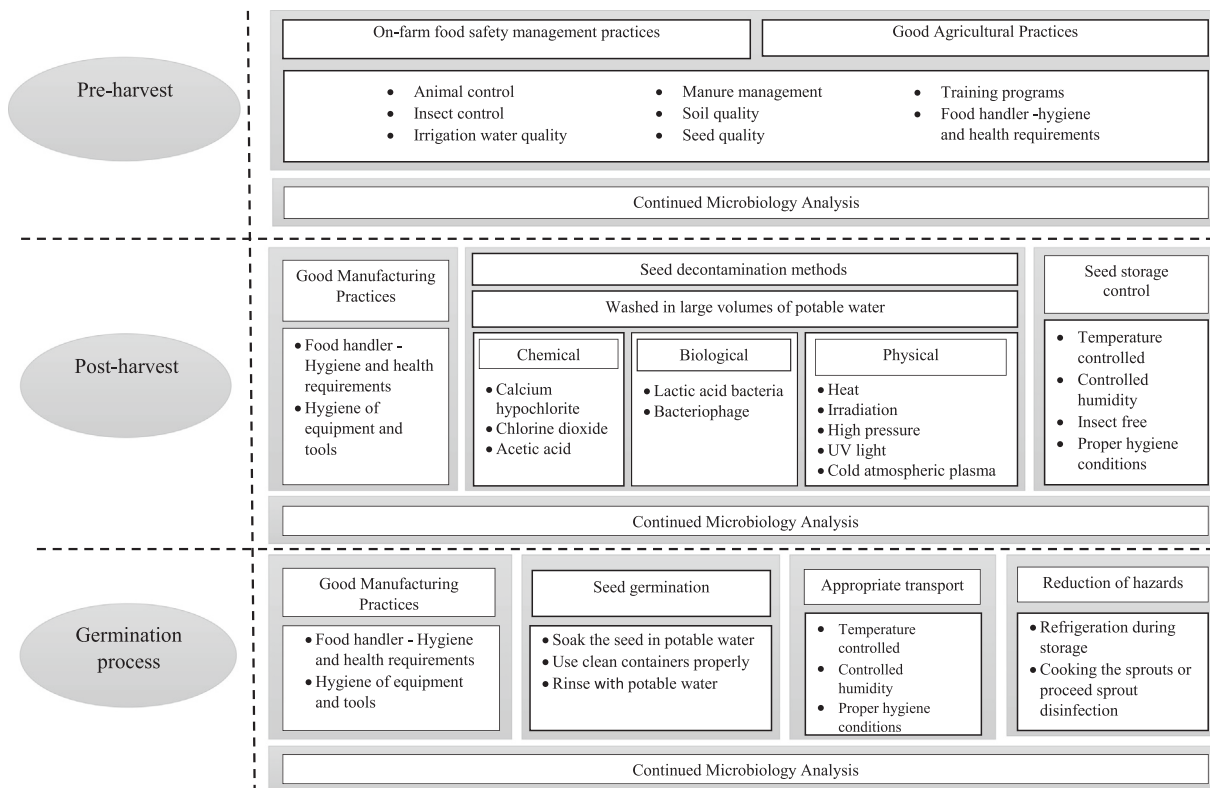 Pre-harvest
On-farm food safety management practices
Good Agricultural Practices
• Animal control
• Insect control
• Irrigation water quality
• Manure management
• Soil quality
• Seed quality
• Training programs
• Food handler -hygiene
and health requirements
Continued Microbiology Analysis
Post-harvest
Good Manufacturing
Practices
• Food handler -
Hygiene and health
requirements
• Hygiene of
equipment and
tools
Seed decontamination methods
Washed in large volumes of potable water
Chemical
• Calcium
hypochlorite
• Chlorine dioxide
• Acetic acid
Biological
• Lactic acid bacteria
• Bacteriophage
Physical
• Heat
• Irradiation
• High pressure
• UV light
• Cold atmospheric plasma
Seed storage
control
• Temperature
controlled
• Controlled
humidity
• Insect free
• Proper hygiene
conditions
Continued Microbiology Analysis
Germination
process
Good Manufacturing
Practices
• Food handler - Hygiene
and health requirements
• Hygiene of equipment
and tools
Seed germination
• Soak the seed in potable water
• Use clean containers properly
• Rinse with potable water
Appropriate transport
• Temperature
controlled
• Controlled
humidity
• Proper hygiene
conditions
Reduction of hazards
• Refrigeration during
storage
• Cooking the sprouts or
proceed sprout
disinfection
Continued Microbiology Analysis